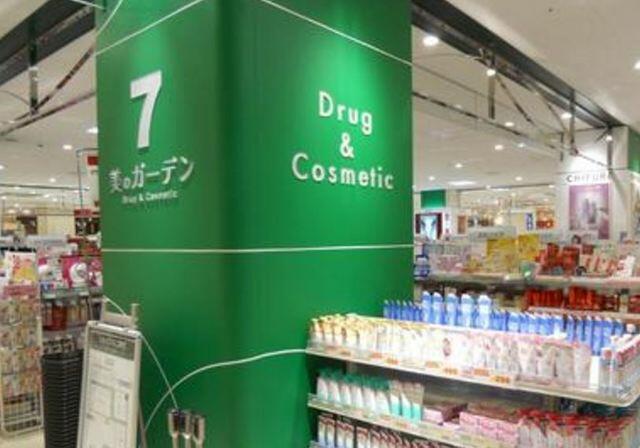 7
美のガーデン
Drug & Cosmetic
Drug
&
Cosmetic
CHIFURE